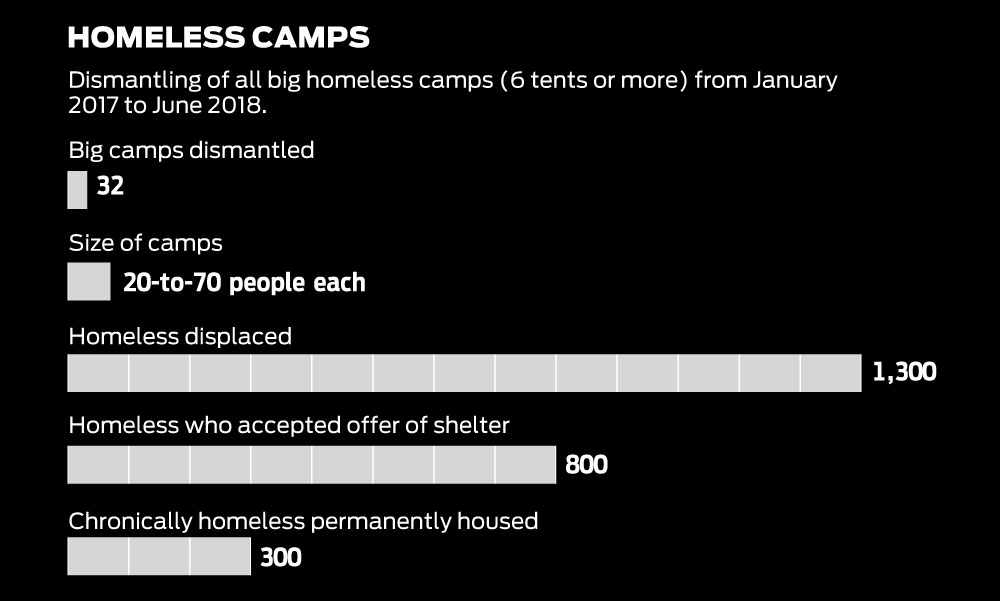 HOMELESS CAMPS
Dismantling of all big homeless camps (6 tents or more) from January
2017 to June 2018.
Big camps dismantled
32
Size of camps
20-to-70 people each
Homeless displaced
1,300
Homeless who accepted offer of shelter
800
Chronically homeless permanently housed
300